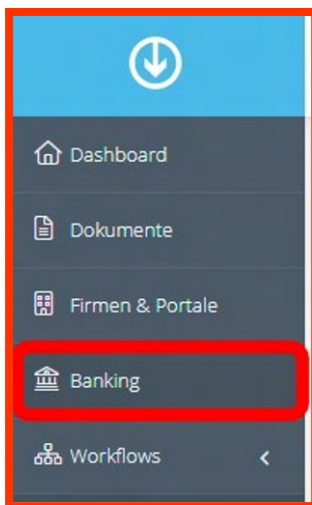 Dashboard
Dokumente
Firmen & Portale
Banking
Workflows